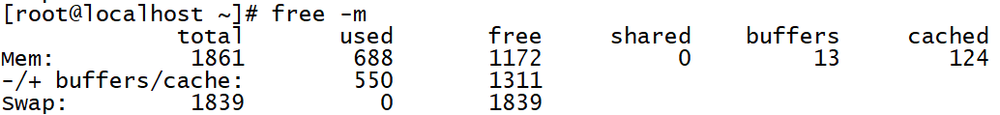 [root@localhost ~]# free -m
total used free shared buffers cached
Mem: 1861 688 1172 0 13 124
-/+ buffers/cache: 550 1311
Swap: 1839 0 1839